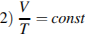 2) V/T = const